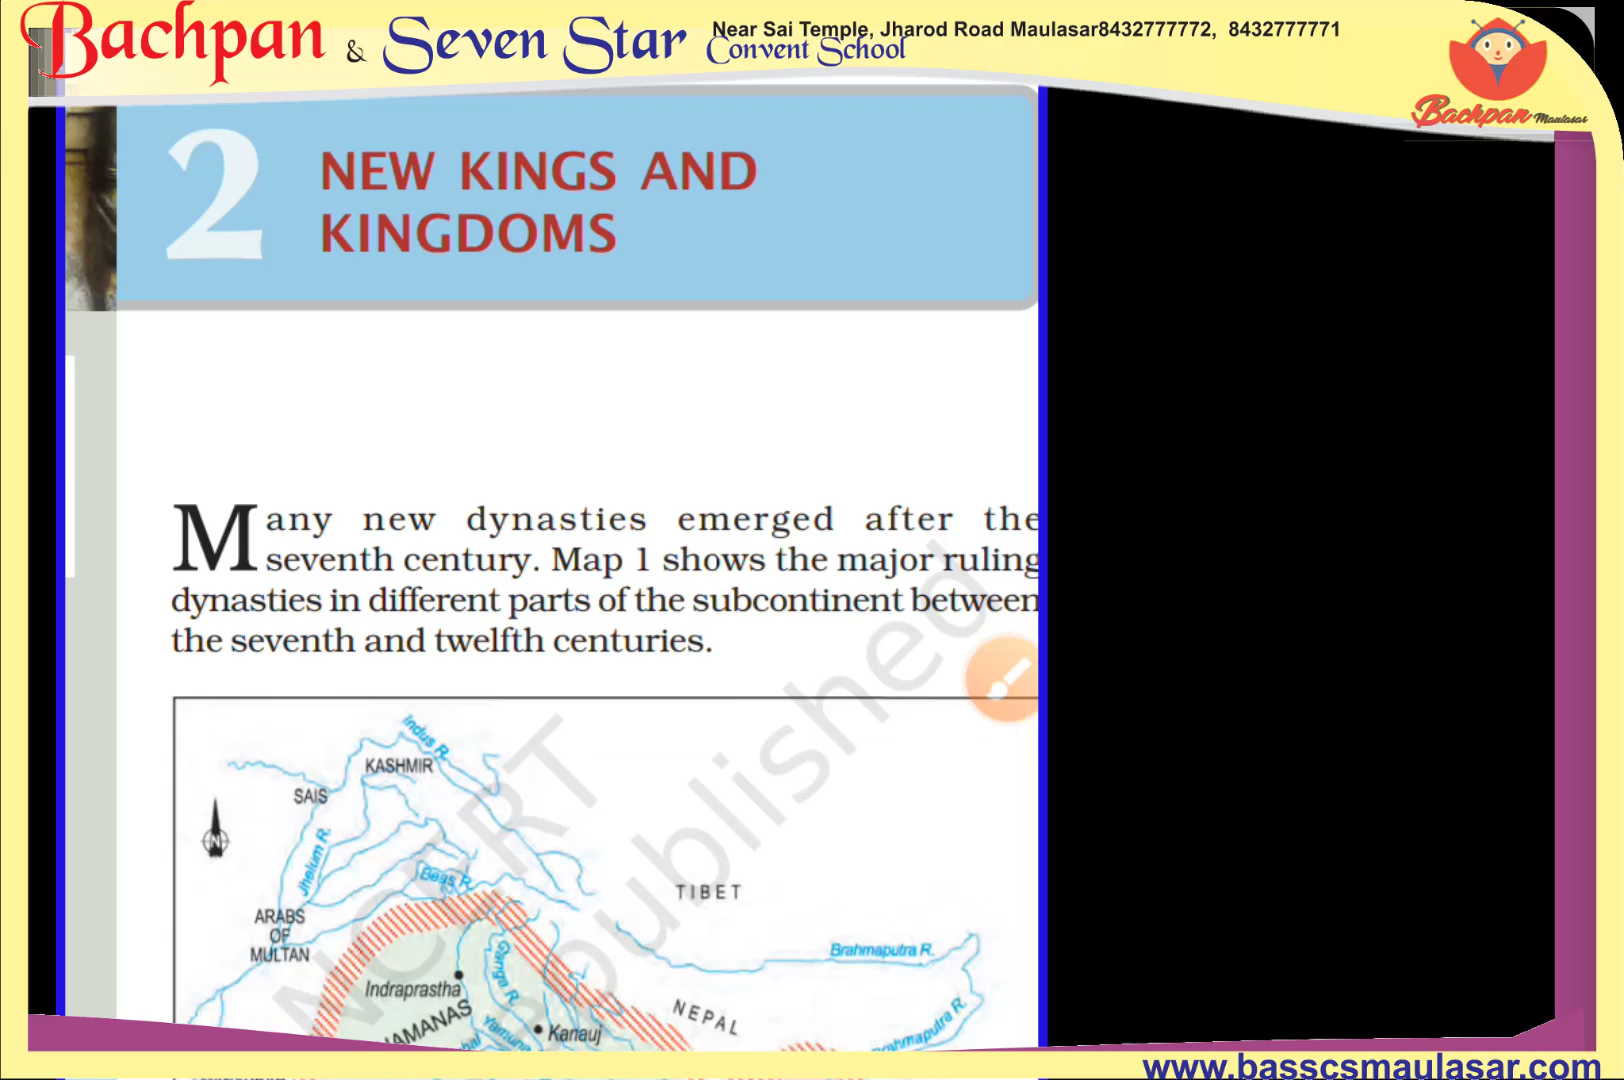 Bachpan & Seven Star Convent School
Near Sai Temple, Jharod Road Maulasar8432777772, 8432777771
Bachpan Maulasar
2
NEW KINGS AND
KINGDOMS
Many new dynasties emerged after the
seventh century. Map 1 shows the major ruling
dynasties in different parts of the subcontinent between
the seventh and twelfth centuries.
Indus R.
KASHMIR
SAIS
N
Jhelum R.
Beas R.
TIBET
ARABS
OF
MULTAN
Brahmaputra R.
Ganga R.
Indraprastha
NEPAL
AMANAS
Yamuna
Kanauj
ahmaputra R.
NCERT
republished
www.basscsmaulasar.com